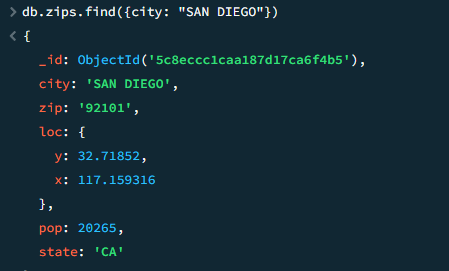 > db.zips.find({city: "SAN DIEGO"})
< {
_id: ObjectId('5c8eccc1caa187d17ca6f4b5'),
city: 'SAN DIEGO',
zip: '92101',
loc: {
y: 32.71852,
x: 117.159316
},
pop: 20265,
state: 'CA'